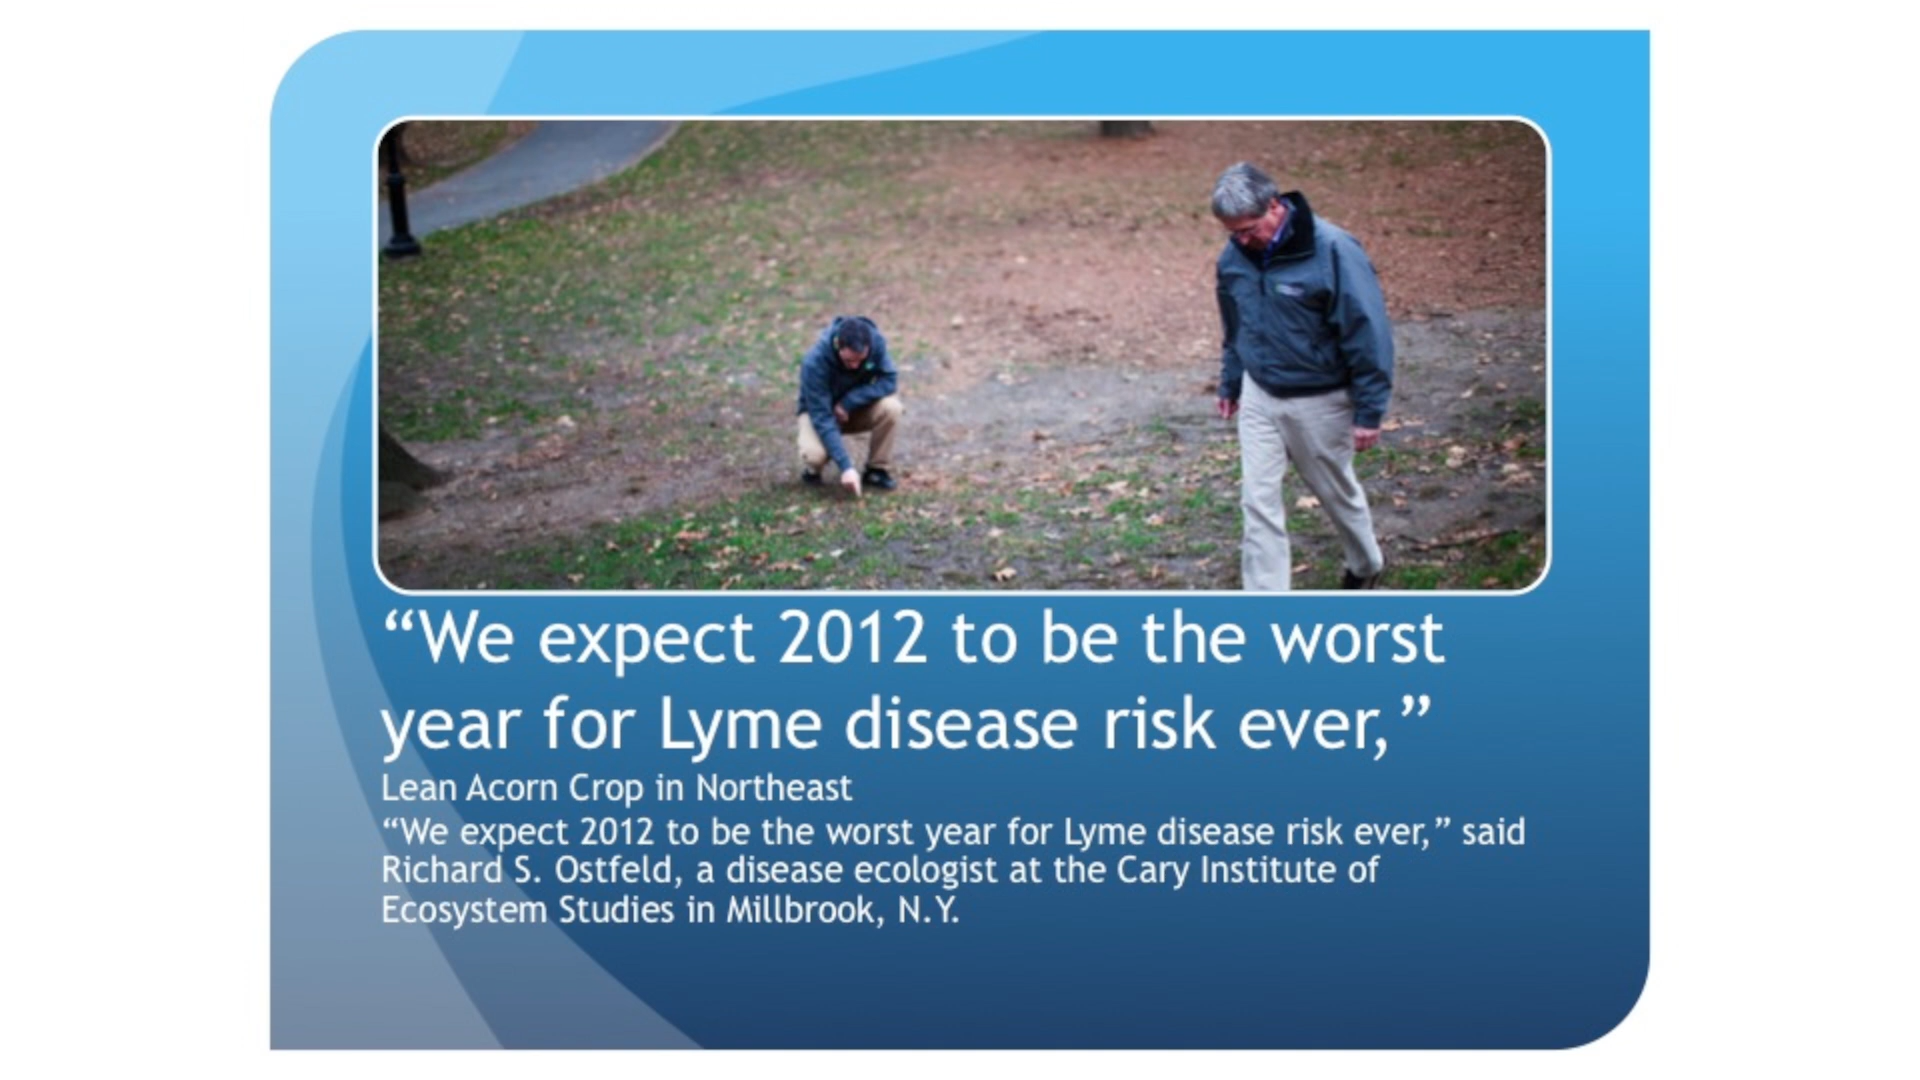 “We expect 2012 to be the worst
year for Lyme disease risk ever,”
Lean Acorn Crop in Northeast
“We expect 2012 to be the worst year for Lyme disease risk ever,” said
Richard S. Ostfeld, a disease ecologist at the Cary Institute of
Ecosystem Studies in Millbrook, N.Y.